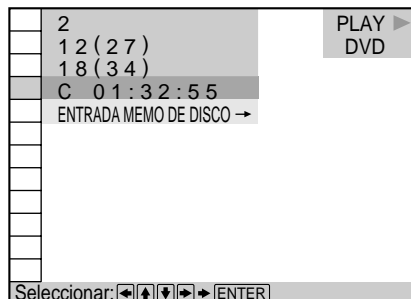 2
12(27)
18(34)
C 01:32:55
ENTRADA MEMO DE DISCO →
PLAY ▶
DVD
Seleccionar: ←↑↓→ → ENTER